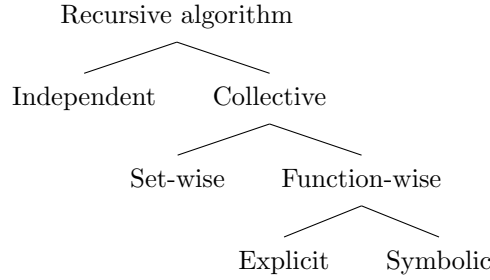 Recursive algorithm
Independent Collective
Set-wise Function-wise
Explicit Symbolic